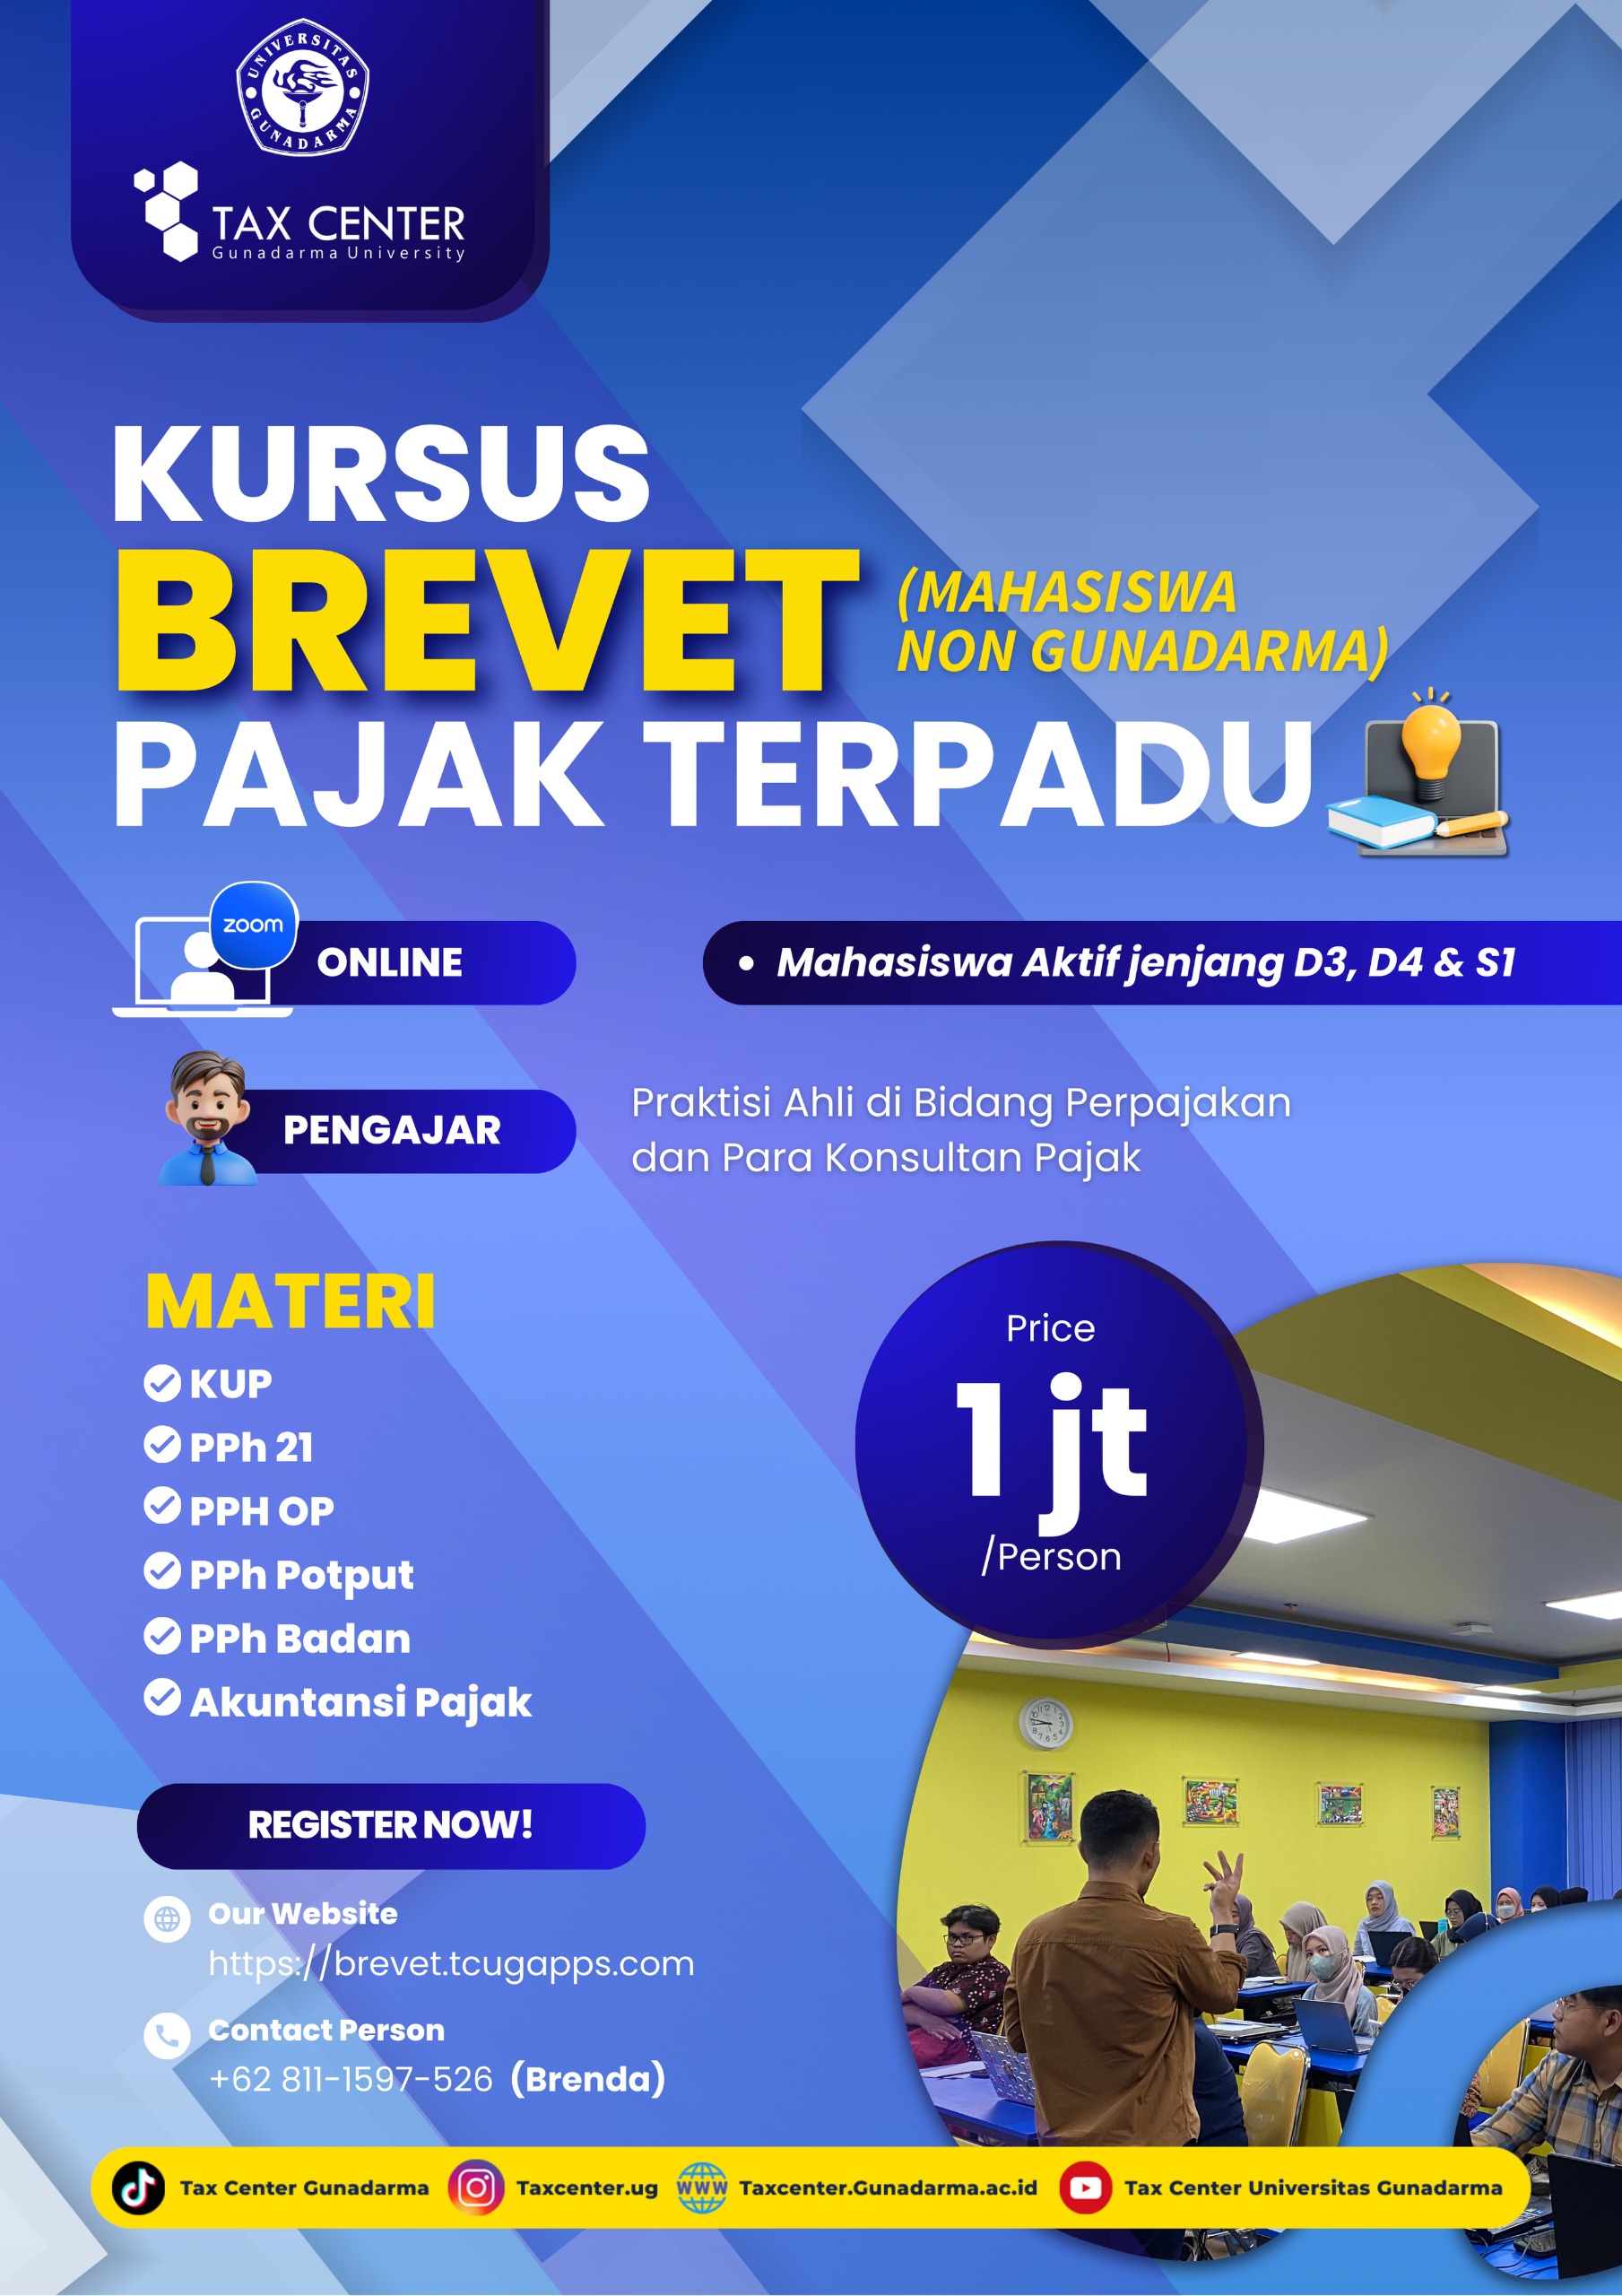 UNIVERSITAS GUNADARMA
TAX CENTER
Gunadarma University
KURSUS
BREVET
(MAHASISWA
NON GUNADARMA)
PAJAK TERPADU
zoom
ONLINE
• Mahasiswa Aktif jenjang D3, D4 & S1
PENGAJAR
Praktisi Ahli di Bidang Perpajakan
dan Para Konsultan Pajak
MATERI
KUP
PPh 21
PPH OP
PPh Potput
PPh Badan
Akuntansi Pajak
Price
1 jt
/Person
REGISTER NOW!
Our Website
https://brevet.tcugapps.com
Contact Person
+62 811-1597-526 (Brenda)
Tax Center Gunadarma
Taxcenter.ug
WWW
Taxcenter.Gunadarma.ac.id
Tax Center Universitas Gunadarma